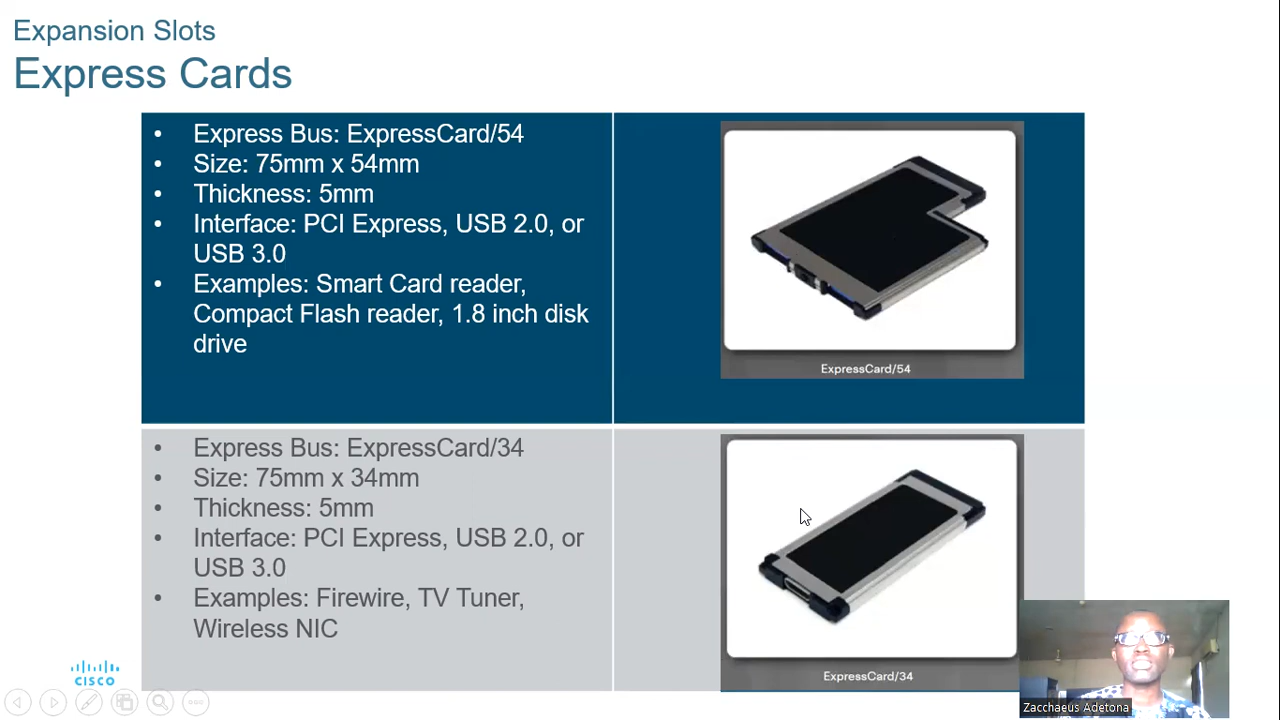 Expansion Slots
Express Cards
• Express Bus: ExpressCard/54
• Size: 75mm x 54mm
• Thickness: 5mm
• Interface: PCI Express, USB 2.0, or
USB 3.0
• Examples: Smart Card reader,
Compact Flash reader, 1.8 inch disk
drive
ExpressCard/54
• Express Bus: ExpressCard/34
• Size: 75mm x 34mm
• Thickness: 5mm
• Interface: PCI Express, USB 2.0, or
USB 3.0
• Examples: Firewire, TV Tuner,
Wireless NIC
ExpressCard/34
CISCO
Zacchaeus Adetona